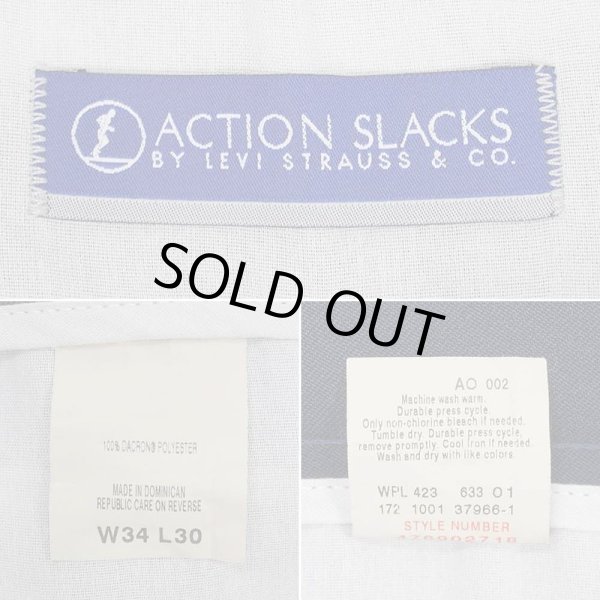 ACTION SLACKS
BY LEVI STRAUSS & CO.
SOLD OUT
100% DACRON® POLYESTER
MADE IN DOMINICAN
REPUBLIC CARE ON REVERSE
W34 L30
AO 002
Machine wash warm.
Durable press cycle.
Only non-chlorine bleach if needed.
Tumble dry. Durable press cycle,
remove promptly. Cool Iron if needed.
Wash and dry with like colors.
WPL 423 633 01
172 1001 37966-1
STYLE NUMBER